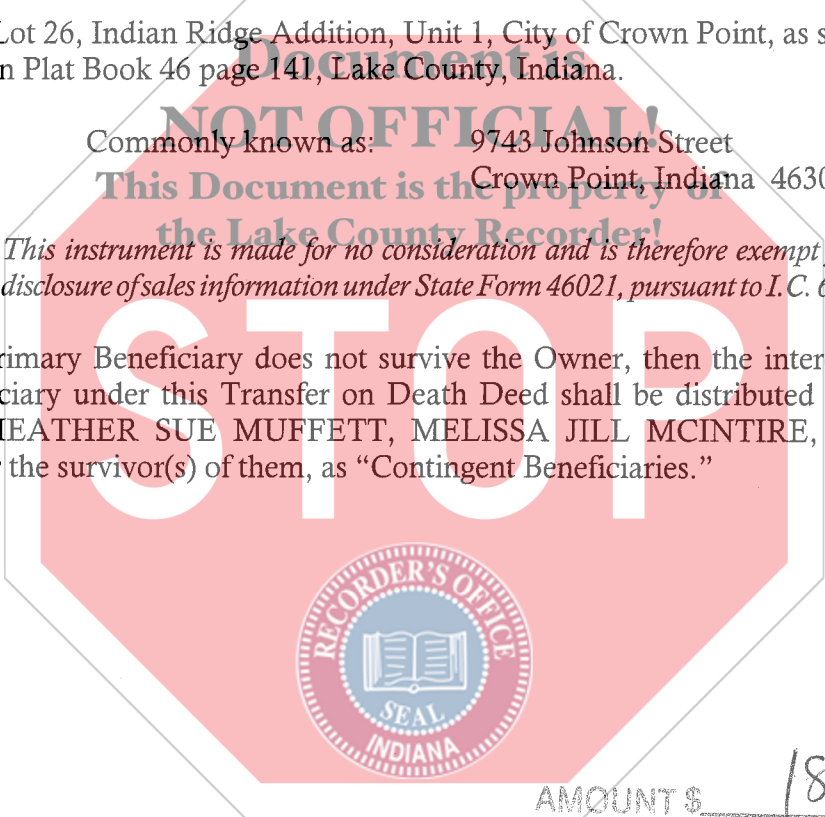 Lot 26, Indian Ridge Addition, Unit 1, City of Crown Point, as s
n Plat Book 46 page 141, Lake County, Indiana.
Document is
NOT OFFICIAL!
Commonly known as: 9743 Johnson Street
Crown Point, Indiana 4630
This Document is the property of
the Lake County Recorder!
This instrument is made for no consideration and is therefore exempt
disclosure of sales information under State Form 46021, pursuant to I.C. 6
STOP
rimary Beneficiary does not survive the Owner, then the inter
ciary under this Transfer on Death Deed shall be distributed
HEATHER SUE MUFFETT, MELISSA JILL MCINTIRE,
the survivor(s) of them, as “Contingent Beneficiaries.”
RECORDER'S OFFICE
SEAL
INDIANA
AMOUNT $ 18